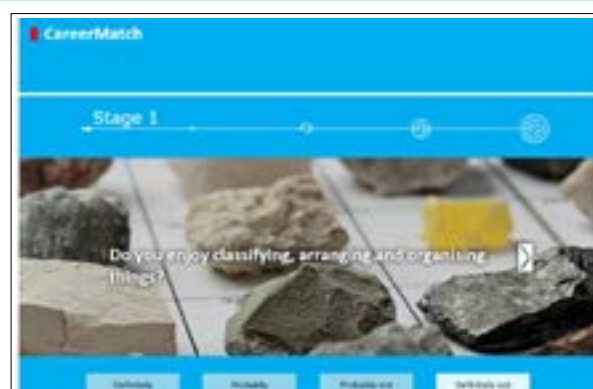 CareerMatch
Stage 1
Do you enjoy classifying, arranging and organising
things?
Definitely
Probably
Probably not
Definitely not